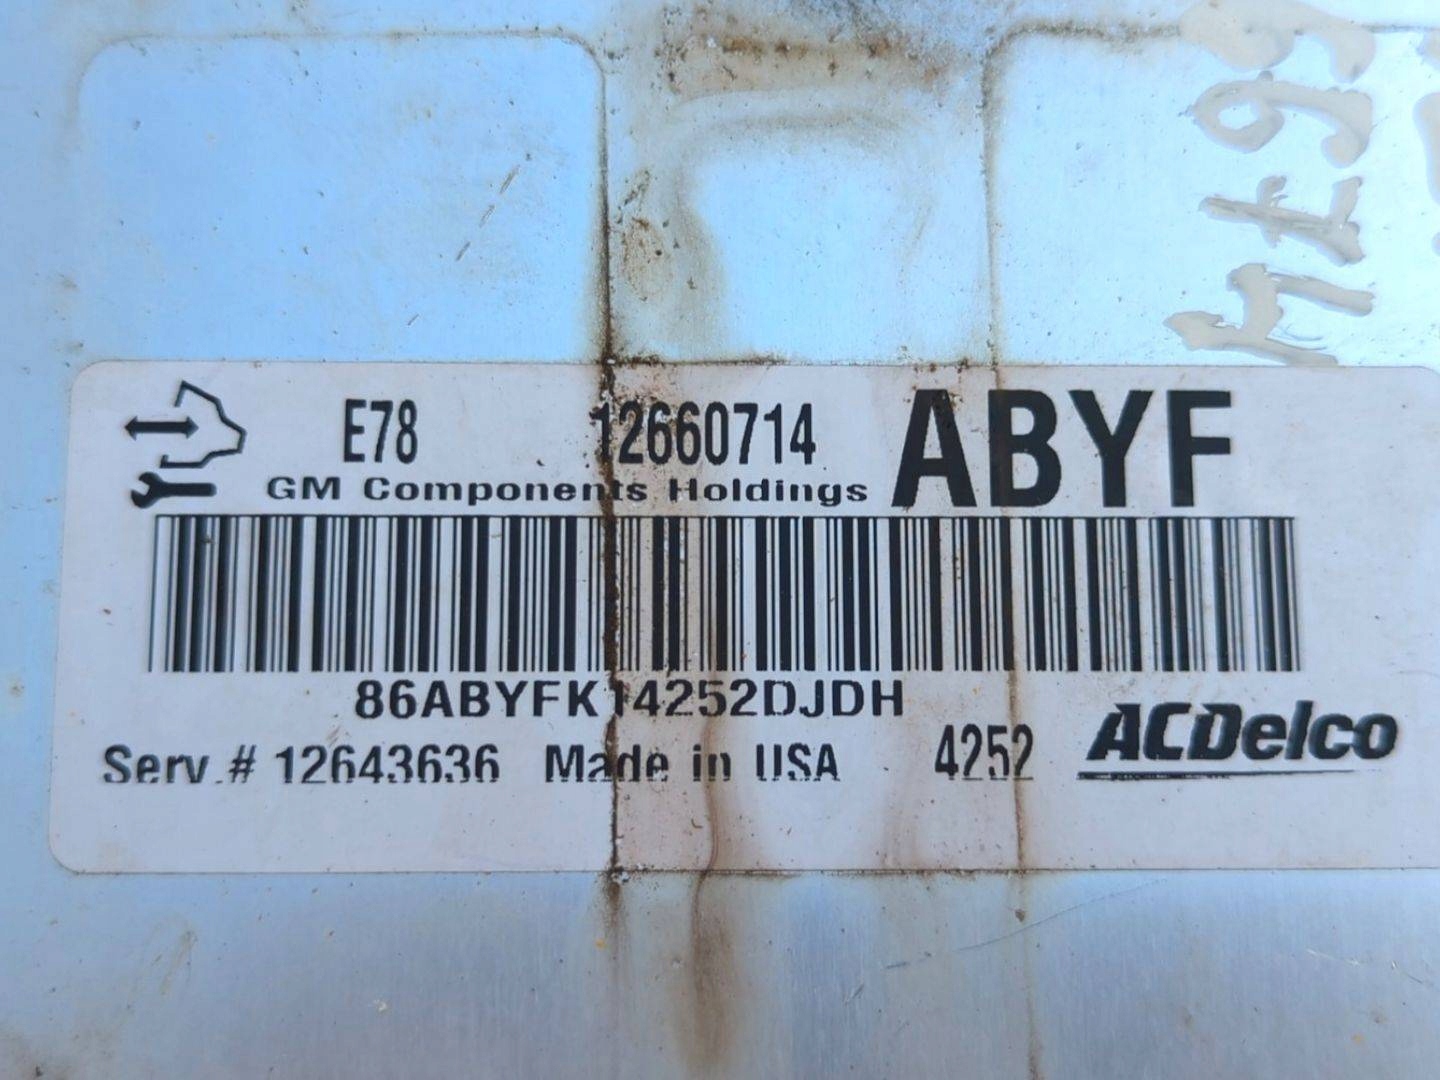 E78 12660714 ABYF
GM Components Holdings
86ABYFK14252DJDH
Serv.# 12643636 Made in USA 4252 ACDelco